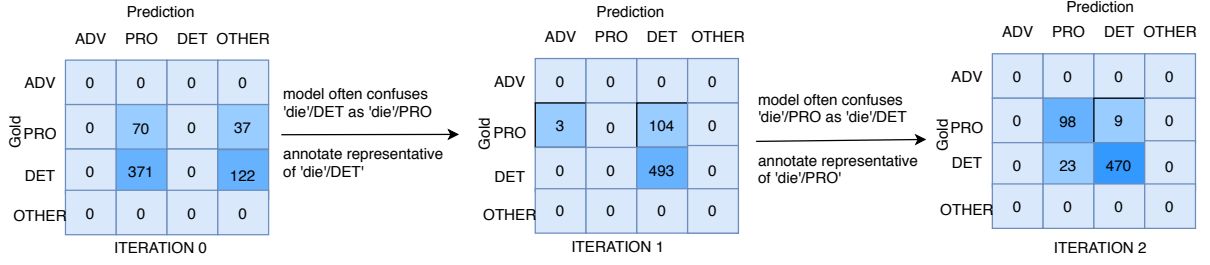 Prediction
ADV PRO DET OTHER
Gold
ADV 0 0 0 0
PRO 0 70 0 37
DET 0 371 0 122
OTHER 0 0 0 0
ITERATION 0
model often confuses
'die'/DET as 'die'/PRO
annotate representative
of 'die'/DET'
Prediction
ADV PRO DET OTHER
Gold
ADV 0 0 0 0
PRO 3 0 104 0
DET 0 0 493 0
OTHER 0 0 0 0
ITERATION 1
model often confuses
'die'/PRO as 'die'/DET
annotate representative
of 'die'/PRO'
Prediction
ADV PRO DET OTHER
Gold
ADV 0 0 0 0
PRO 0 98 9 0
DET 0 23 470 0
OTHER 0 0 0 0
ITERATION 2